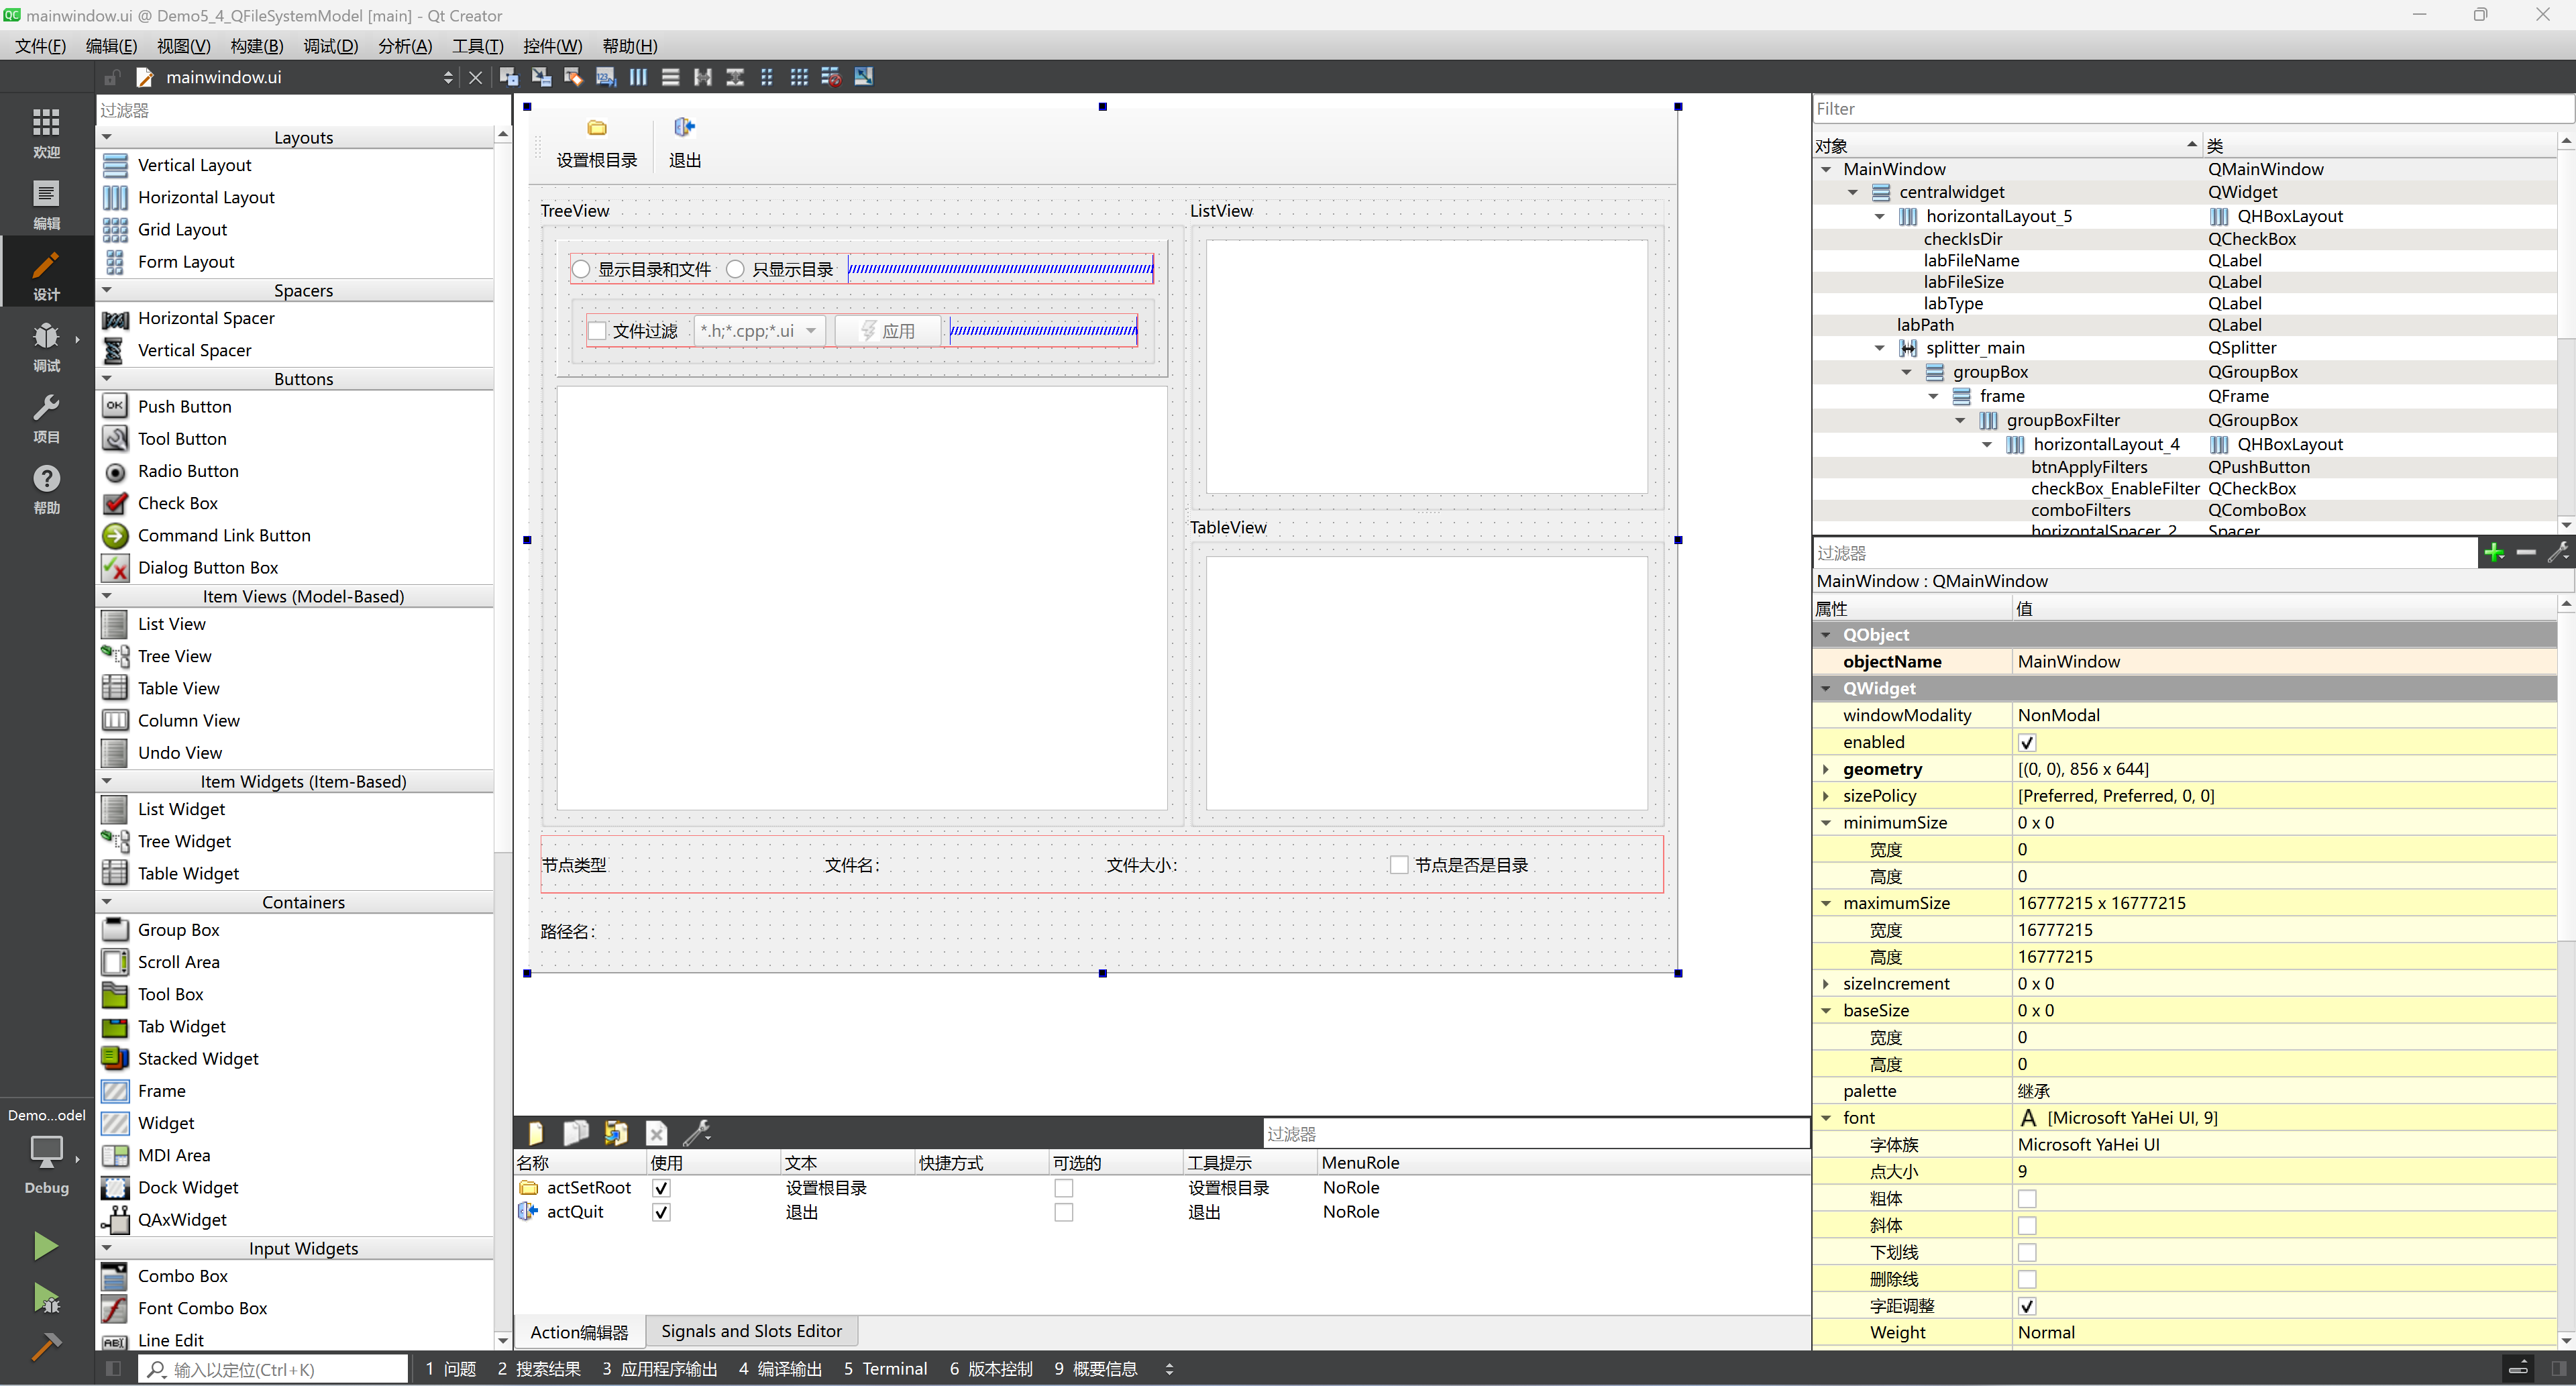 mainwindow.ui @ Demo5_4_QFileSystemModel [main] - Qt Creator
文件(F) 编辑(E) 视图(V) 构建(B) 调试(D) 分析(A) 工具(T) 控件(W) 帮助(H)
mainwindow.ui
欢迎
编辑
设计
调试
项目
帮助
Demo...odel
Debug
过滤器
Layouts
Vertical Layout
Horizontal Layout
Grid Layout
Form Layout
Spacers
Horizontal Spacer
Vertical Spacer
Buttons
Push Button
Tool Button
Radio Button
Check Box
Command Link Button
Dialog Button Box
Item Views (Model-Based)
List View
Tree View
Table View
Column View
Undo View
Item Widgets (Item-Based)
List Widget
Tree Widget
Table Widget
Containers
Group Box
Scroll Area
Tool Box
Tab Widget
Stacked Widget
Frame
Widget
MDI Area
Dock Widget
QAxWidget
Input Widgets
Combo Box
Font Combo Box
Line Edit
设置根目录 退出
TreeView
显示目录和文件 只显示目录
文件过滤 *.h;*.cpp;*.ui 应用
ListView
TableView
节点类型 文件名: 文件大小: 节点是否是目录
路径名:
过滤器
名称 使用 文本 快捷方式 可选的 工具提示 MenuRole
actSetRoot 设置根目录 设置根目录 NoRole
actQuit 退出 退出 NoRole
Action编辑器 Signals and Slots Editor
Filter
对象 类
MainWindow QMainWindow
centralwidget QWidget
horizontalLayout_5 QHBoxLayout
checkIsDir QCheckBox
labFileName QLabel
labFileSize QLabel
labType QLabel
labPath QLabel
splitter_main QSplitter
groupBox QGroupBox
frame QFrame
groupBoxFilter QGroupBox
horizontalLayout_4 QHBoxLayout
btnApplyFilters QPushButton
checkBox_EnableFilter QCheckBox
comboFilters QComboBox
horizontalSpacer_2 Spacer
过滤器
MainWindow : QMainWindow
属性 值
QObject
objectName MainWindow
QWidget
windowModality NonModal
enabled
geometry [(0, 0), 856 x 644]
sizePolicy [Preferred, Preferred, 0, 0]
minimumSize 0 x 0
宽度 0
高度 0
maximumSize 16777215 x 16777215
宽度 16777215
高度 16777215
sizeIncrement 0 x 0
baseSize 0 x 0
宽度 0
高度 0
palette 继承
font A [Microsoft YaHei UI, 9]
字体族 Microsoft YaHei UI
点大小 9
粗体
斜体
下划线
删除线
字距调整
Weight Normal
输入以定位(Ctrl+K) 1 问题 2 搜索结果 3 应用程序输出 4 编译输出 5 Terminal 6 版本控制 9 概要信息